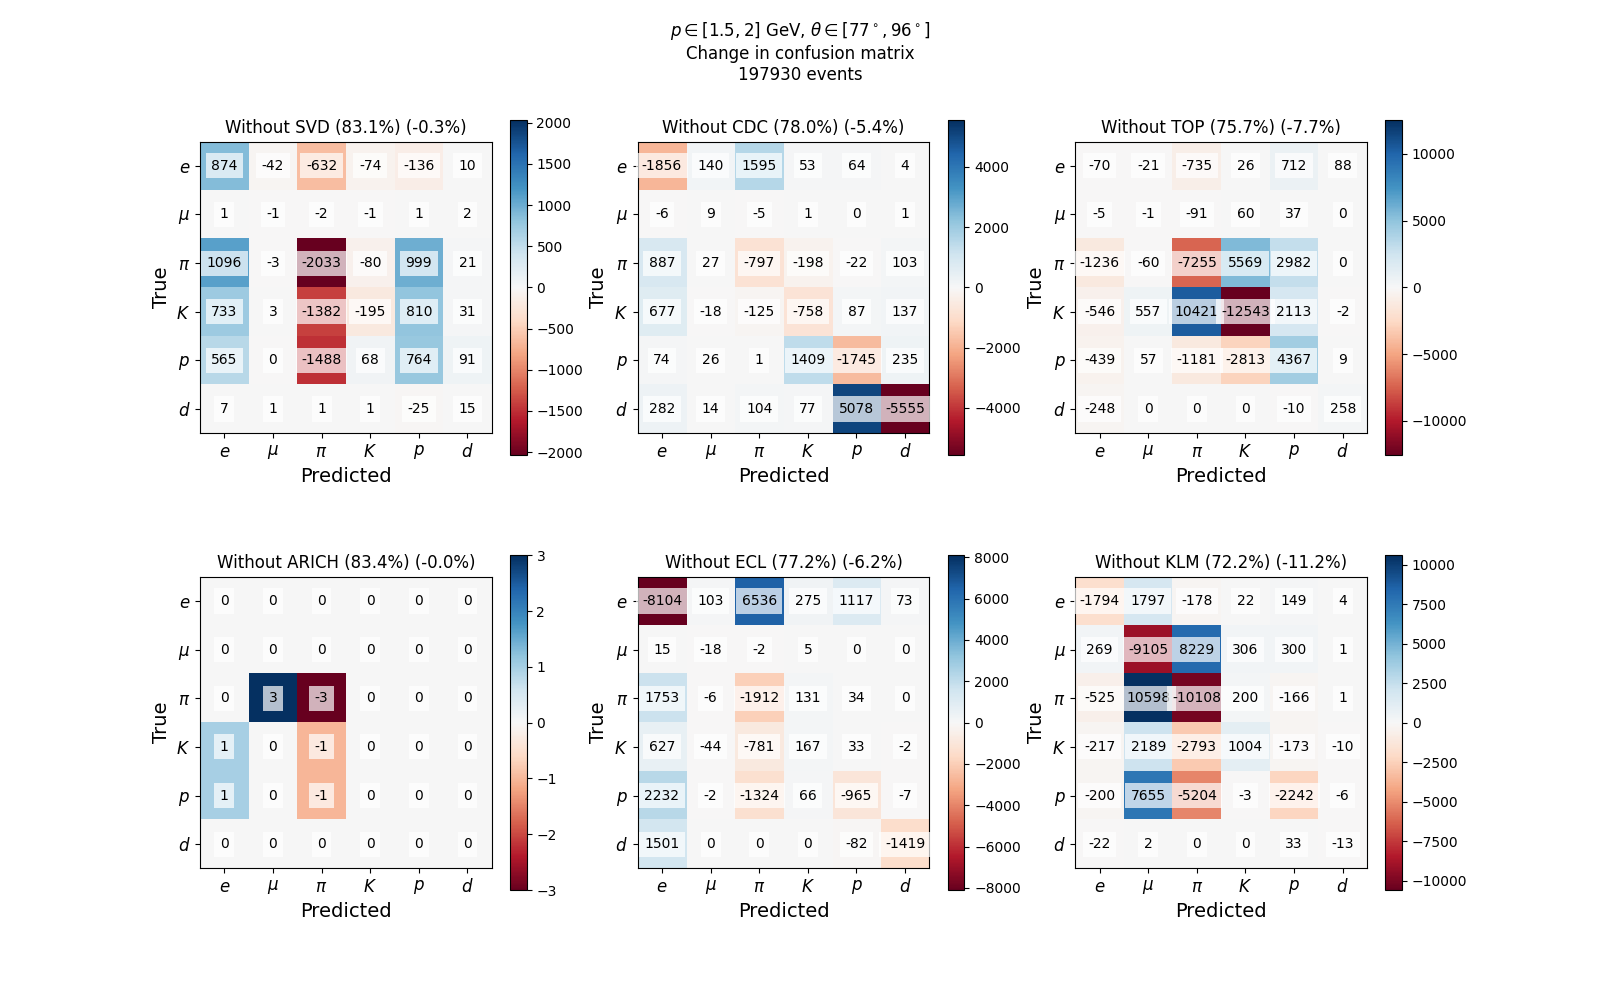 p ∈ [1.5, 2] GeV, θ ∈ [77°, 96°]
Change in confusion matrix
197930 events
Without SVD (83.1%) (-0.3%)
True
e 874 -42 -632 -74 -136 10
μ 1 -1 -2 -1 1 2
π 1096 -3 -2033 -80 999 21
K 733 3 -1382 -195 810 31
p 565 0 -1488 68 764 91
d 7 1 1 1 -25 15
e μ π K p d
Predicted
2000
1500
1000
500
0
−500
−1000
−1500
−2000
Without CDC (78.0%) (-5.4%)
True
e -1856 140 1595 53 64 4
μ -6 9 -5 1 0 1
π 887 27 -797 -198 -22 103
K 677 -18 -125 -758 87 137
p 74 26 1 1409 -1745 235
d 282 14 104 77 5078 -5555
e μ π K p d
Predicted
4000
2000
0
−2000
−4000
Without TOP (75.7%) (-7.7%)
True
e -70 -21 -735 26 712 88
μ -5 -1 -91 60 37 0
π -1236 -60 -7255 5569 2982 0
K -546 557 10421 -12543 2113 -2
p -439 57 -1181 -2813 4367 9
d -248 0 0 0 -10 258
e μ π K p d
Predicted
10000
5000
0
−5000
−10000
Without ARICH (83.4%) (-0.0%)
True
e 0 0 0 0 0 0
μ 0 0 0 0 0 0
π 0 3 -3 0 0 0
K 1 0 -1 0 0 0
p 1 0 -1 0 0 0
d 0 0 0 0 0 0
e μ π K p d
Predicted
3
2
1
0
−1
−2
−3
Without ECL (77.2%) (-6.2%)
True
e -8104 103 6536 275 1117 73
μ 15 -18 -2 5 0 0
π 1753 -6 -1912 131 34 0
K 627 -44 -781 167 33 -2
p 2232 -2 -1324 66 -965 -7
d 1501 0 0 0 -82 -1419
e μ π K p d
Predicted
8000
6000
4000
2000
0
−2000
−4000
−6000
−8000
Without KLM (72.2%) (-11.2%)
True
e -1794 1797 -178 22 149 4
μ 269 -9105 8229 306 300 1
π -525 10598 -10108 200 -166 1
K -217 2189 -2793 1004 -173 -10
p -200 7655 -5204 -3 -2242 -6
d -22 2 0 0 33 -13
e μ π K p d
Predicted
10000
7500
5000
2500
0
−2500
−5000
−7500
−10000